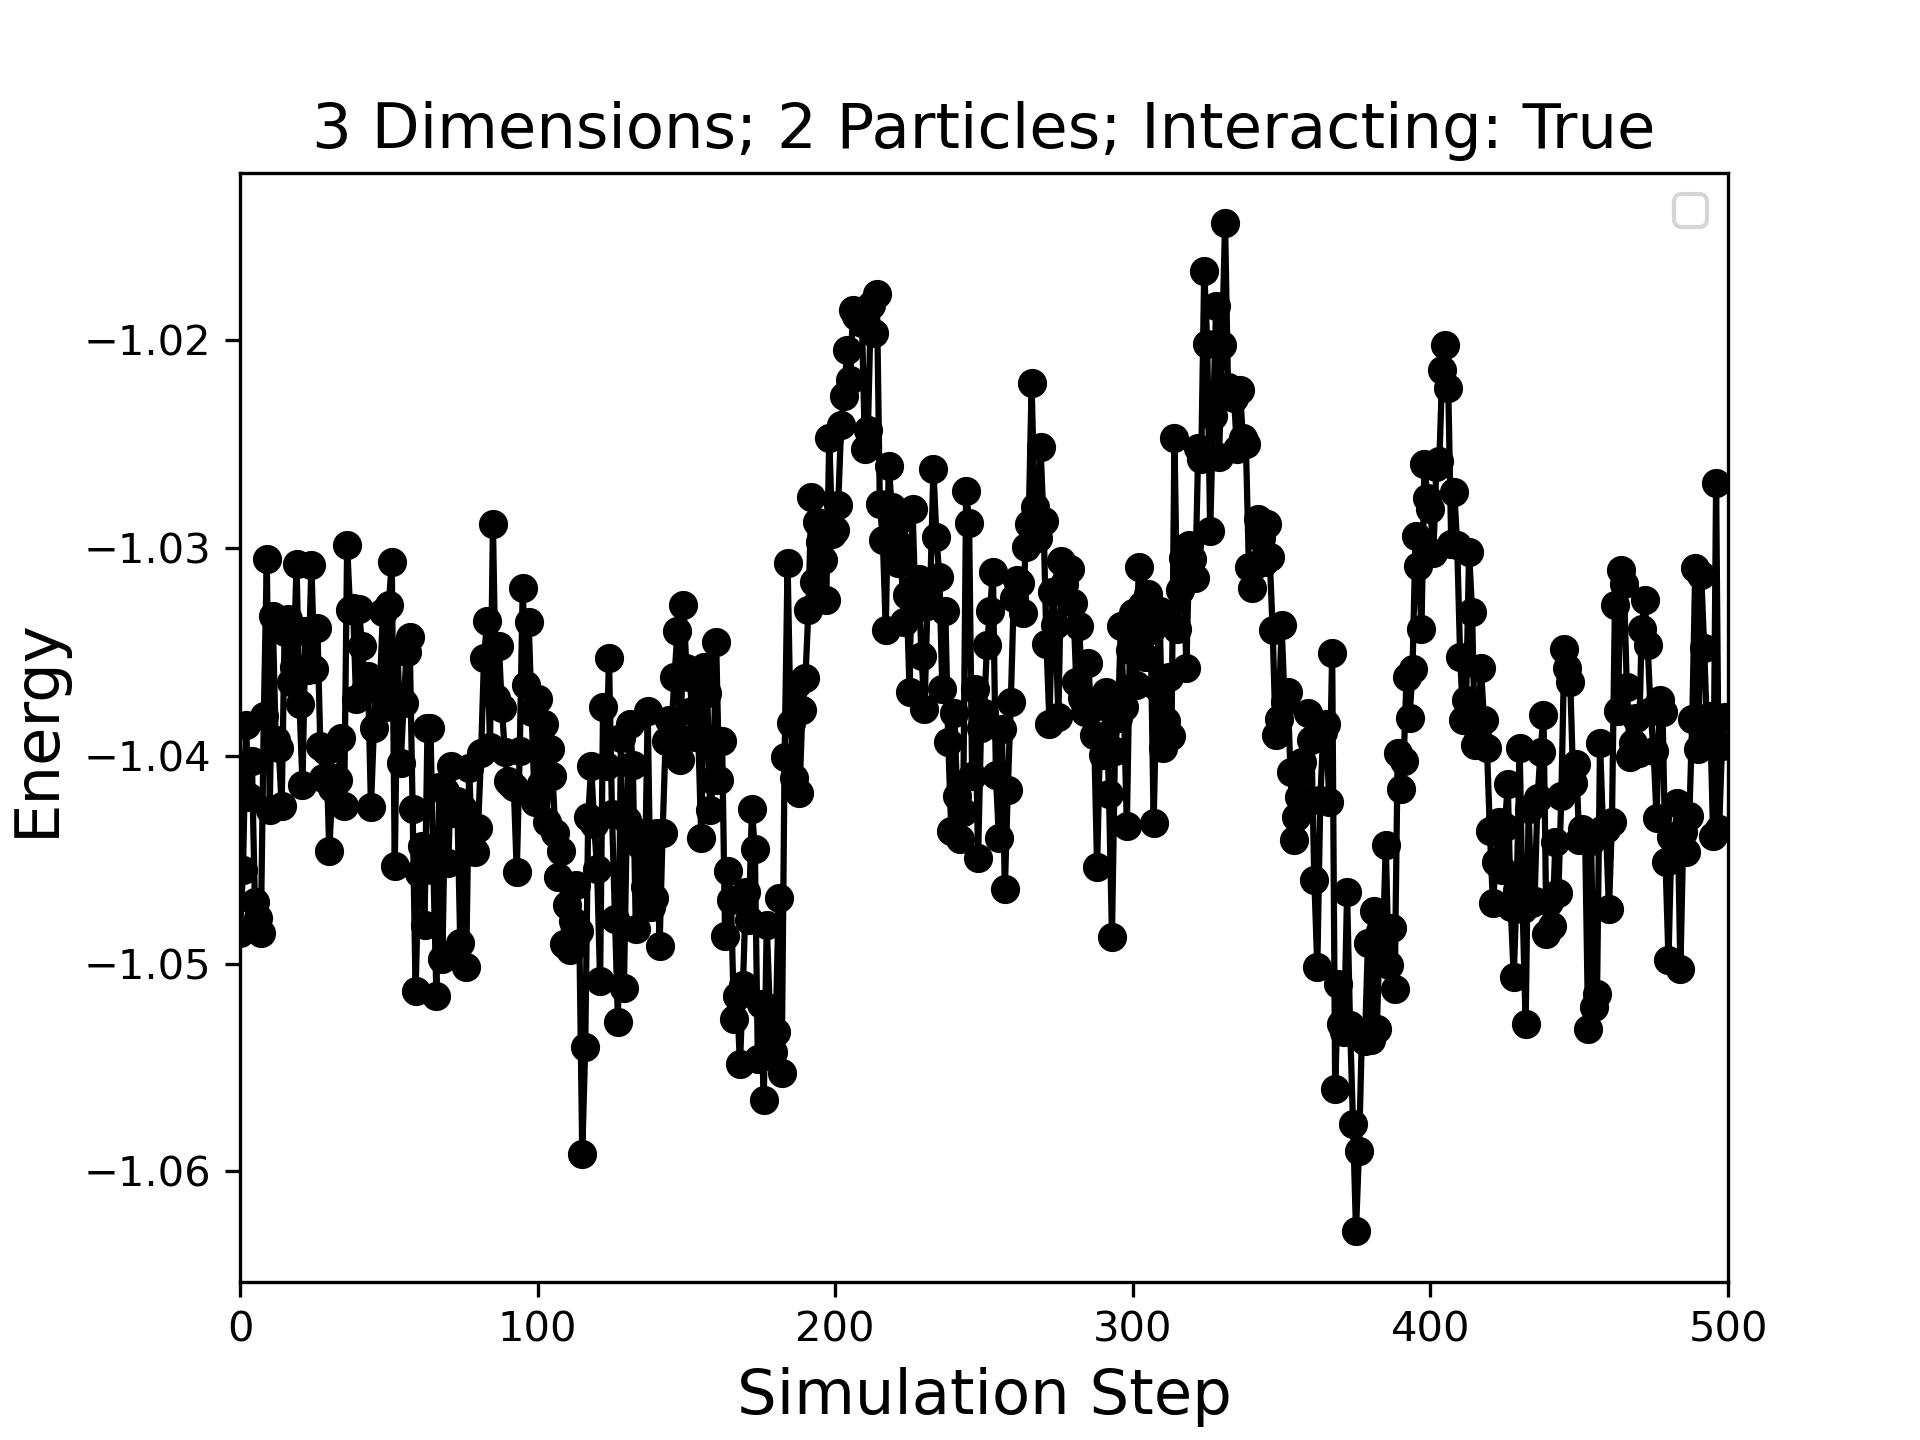 3 Dimensions; 2 Particles; Interacting: True
Energy
−1.02
−1.03
−1.04
−1.05
−1.06
0 100 200 300 400 500
Simulation Step